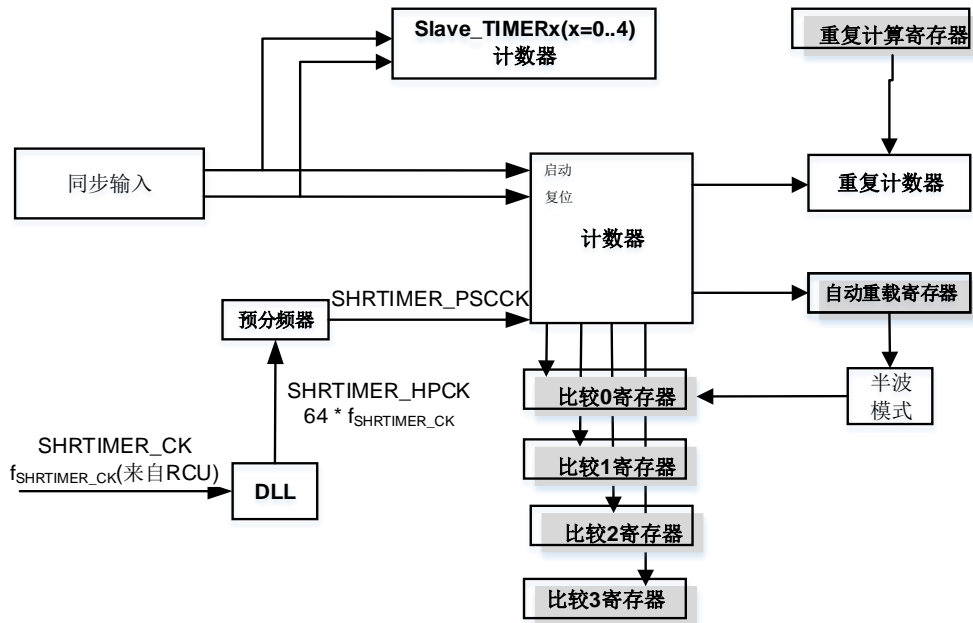 Slave_TIMERx(x=0..4)
计数器
重复计算寄存器
同步输入
启动
复位
计数器
重复计数器
SHRTIMER_PSCCK
预分频器
自动重载寄存器
SHRTIMER_HPCK
64 * fSHRTIMER_CK
比较0寄存器
半波
模式
SHRTIMER_CK
fSHRTIMER_CK(来自RCU)
DLL
比较1寄存器
比较2寄存器
比较3寄存器